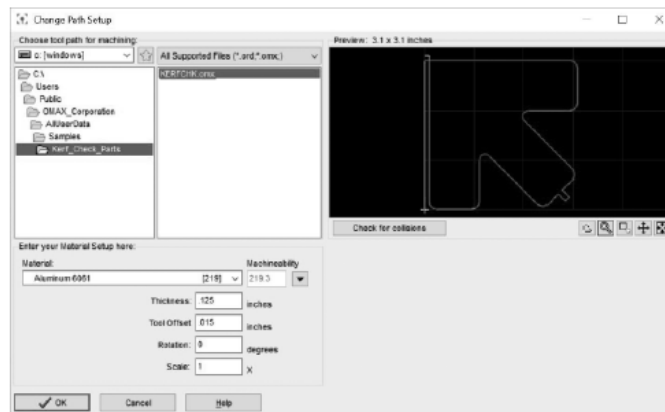 Change Path Setup
Choose tool path for machining:
Preview: 3.1 x 3.1 inches
c: [windows]
All Supported Files (*.ord;*.omx;)
C:\
Users
Public
OMAX_Corporation
AllUserData
Samples
Kerf_Check_Parts
KERFCHK.omx
Check for collisions
Enter your Material Setup here:
Material:
Machineability
Aluminum 6061 [219]
219.3
Thickness: .125 inches
Tool Offset .015 inches
Rotation: 0 degrees
Scale: 1 X
OK
Cancel
Help